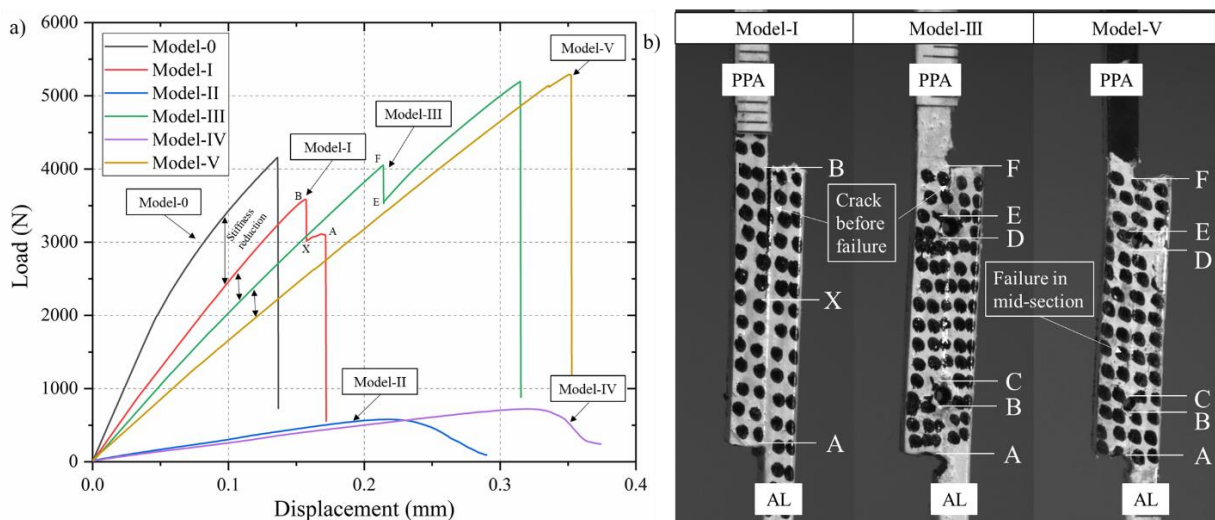 a)
6000
5000
4000
3000
2000
1000
0
Load (N)
0.0
0.1
0.2
0.3
0.4
Displacement (mm)
Model-0
Model-I
Model-II
Model-III
Model-IV
Model-V
Model-0
Stiffness
reduction
Model-I
B
X
A
Model-III
F
E
Model-V
Model-II
Model-IV
b)
Model-I
Model-III
Model-V
PPA
PPA
PPA
B
X
A
AL
Crack
before
failure
F
E
D
C
B
A
AL
Failure in
mid-section
F
E
D
C
B
A
AL